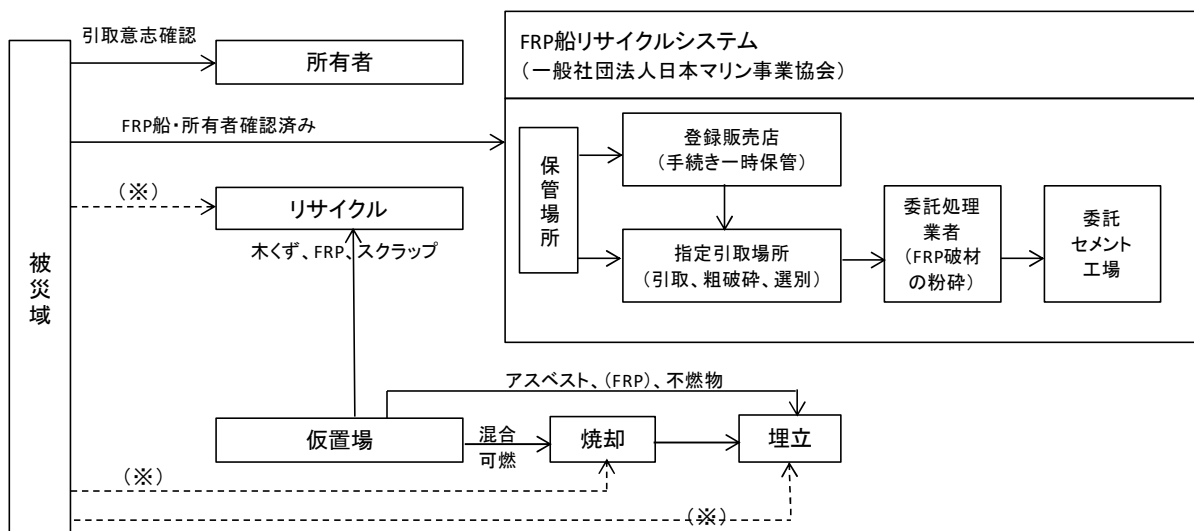 引取意志確認
所有者
FRP船・所有者確認済み
(※)
リサイクル
木くず、FRP、スクラップ
被災域
FRP船リサイクルシステム
（一般社団法人日本マリン事業協会）
保管場所
登録販売店
（手続き一時保管）
指定引取場所
（引取、粗破砕、選別）
委託処理
業者
（FRP破材
の粉砕）
委託
セメント
工場
アスベスト、（FRP）、不燃物
仮置場
混合
可燃
焼却
埋立
(※)
(※)